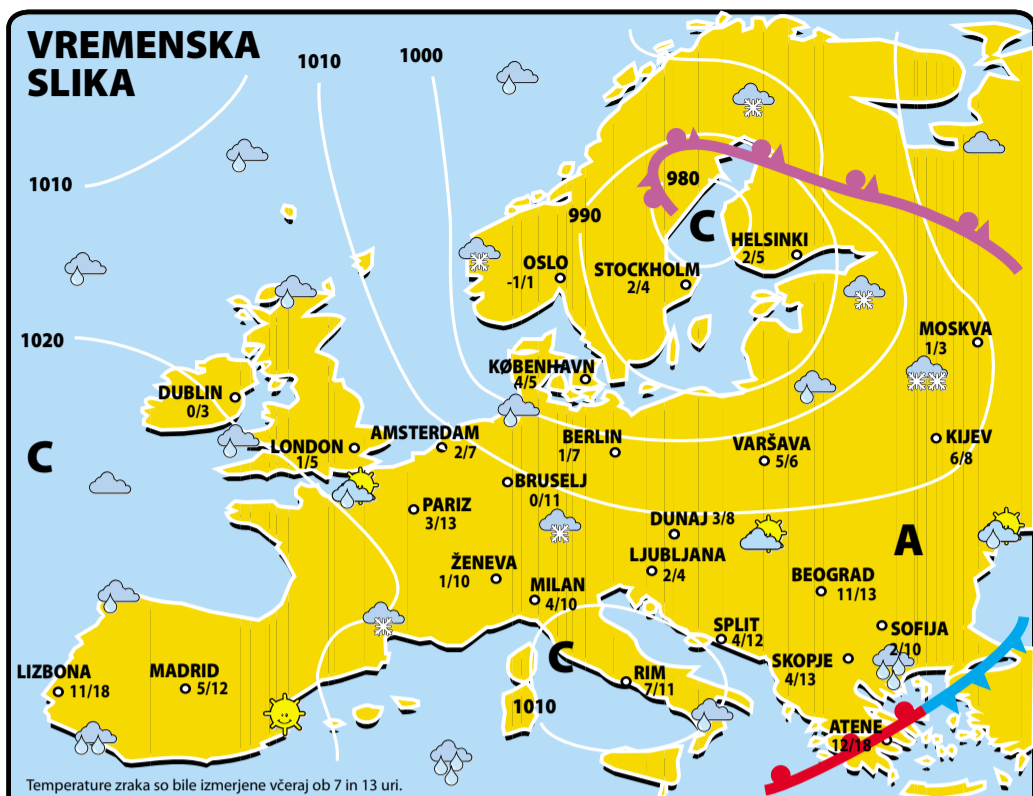 VREMENSKA
SLIKA
1010
1000
1010
980
990
C
HELSINKI
2/5
OSLO
-1/1
STOCKHOLM
2/4
1020
MOSKVA
1/3
KØBENHAVN
4/5
DUBLIN
0/3
C
LONDON
1/5
AMSTERDAM
2/7
BERLIN
1/7
VARŠAVA
5/6
KIJEV
6/8
BRUSELJ
0/11
PARIZ
3/13
DUNAJ 3/8
A
LJUBLJANA
2/4
ŽENEVA
1/10
MILAN
4/10
BEOGRAD
11/13
SPLIT
4/12
SOFIJA
2/10
C
SKOPJE
4/13
LIZBONA
11/18
MADRID
5/12
RIM
7/11
1010
ATENE
12/18
Temperature zraka so bile izmerjene včeraj ob 7 in 13 uri.